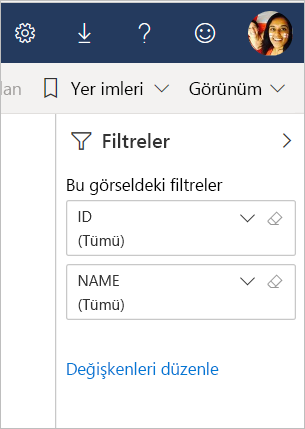 ?
Yer imleri Görünüm
Filtreler
Bu görseldeki filtreler
ID
(Tümü)
NAME
(Tümü)
Değişkenleri düzenle